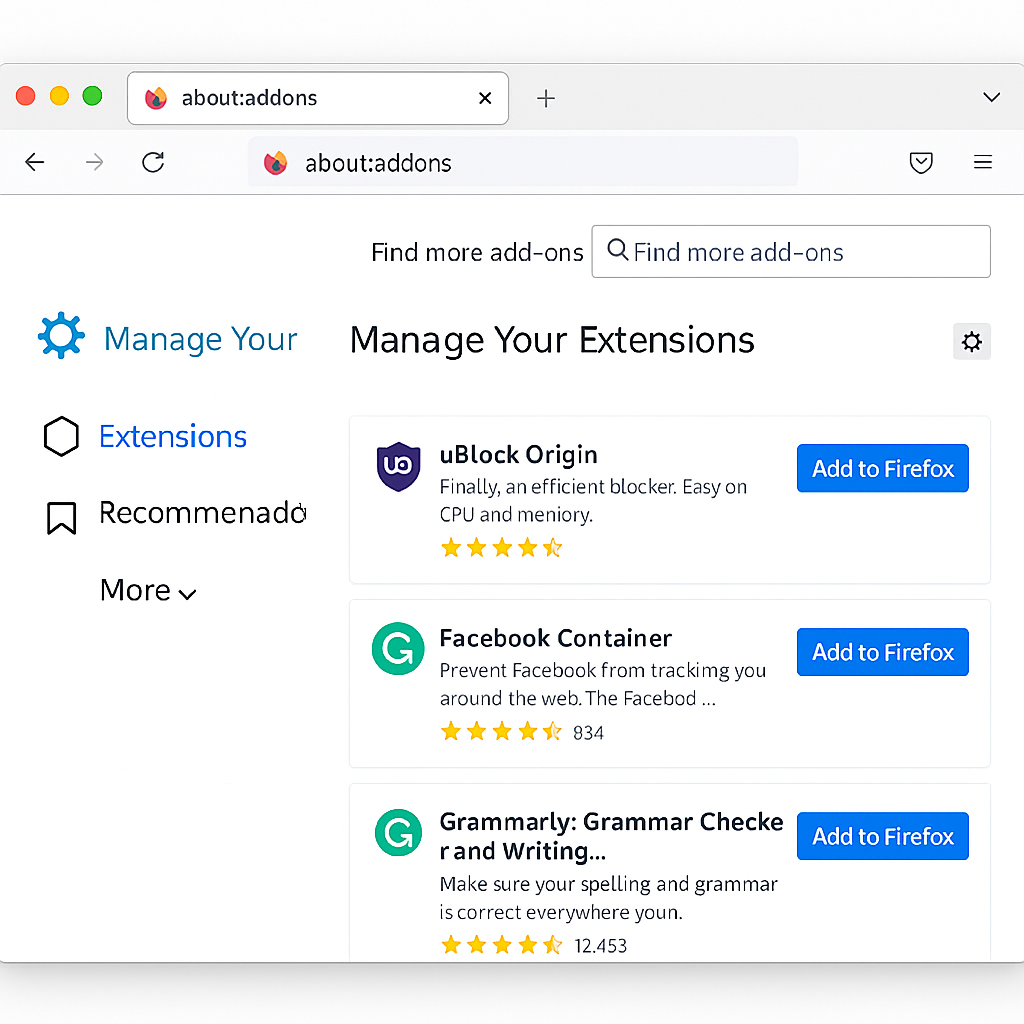 about:addons
about:addons
Find more add-ons Find more add-ons
Manage Your
Manage Your Extensions
Extensions
Recommenado
More
uBlock Origin
Finally, an efficient blocker. Easy on
CPU and meniory.
Add to Firefox
Facebook Container
Prevent Facebook from trackimg you
around the web. The Facebod ...
834
Add to Firefox
Grammarly: Grammar Checke
r and Writing...
Make sure your spelling and grammar
is correct everywhere youn.
12.453
Add to Firefox